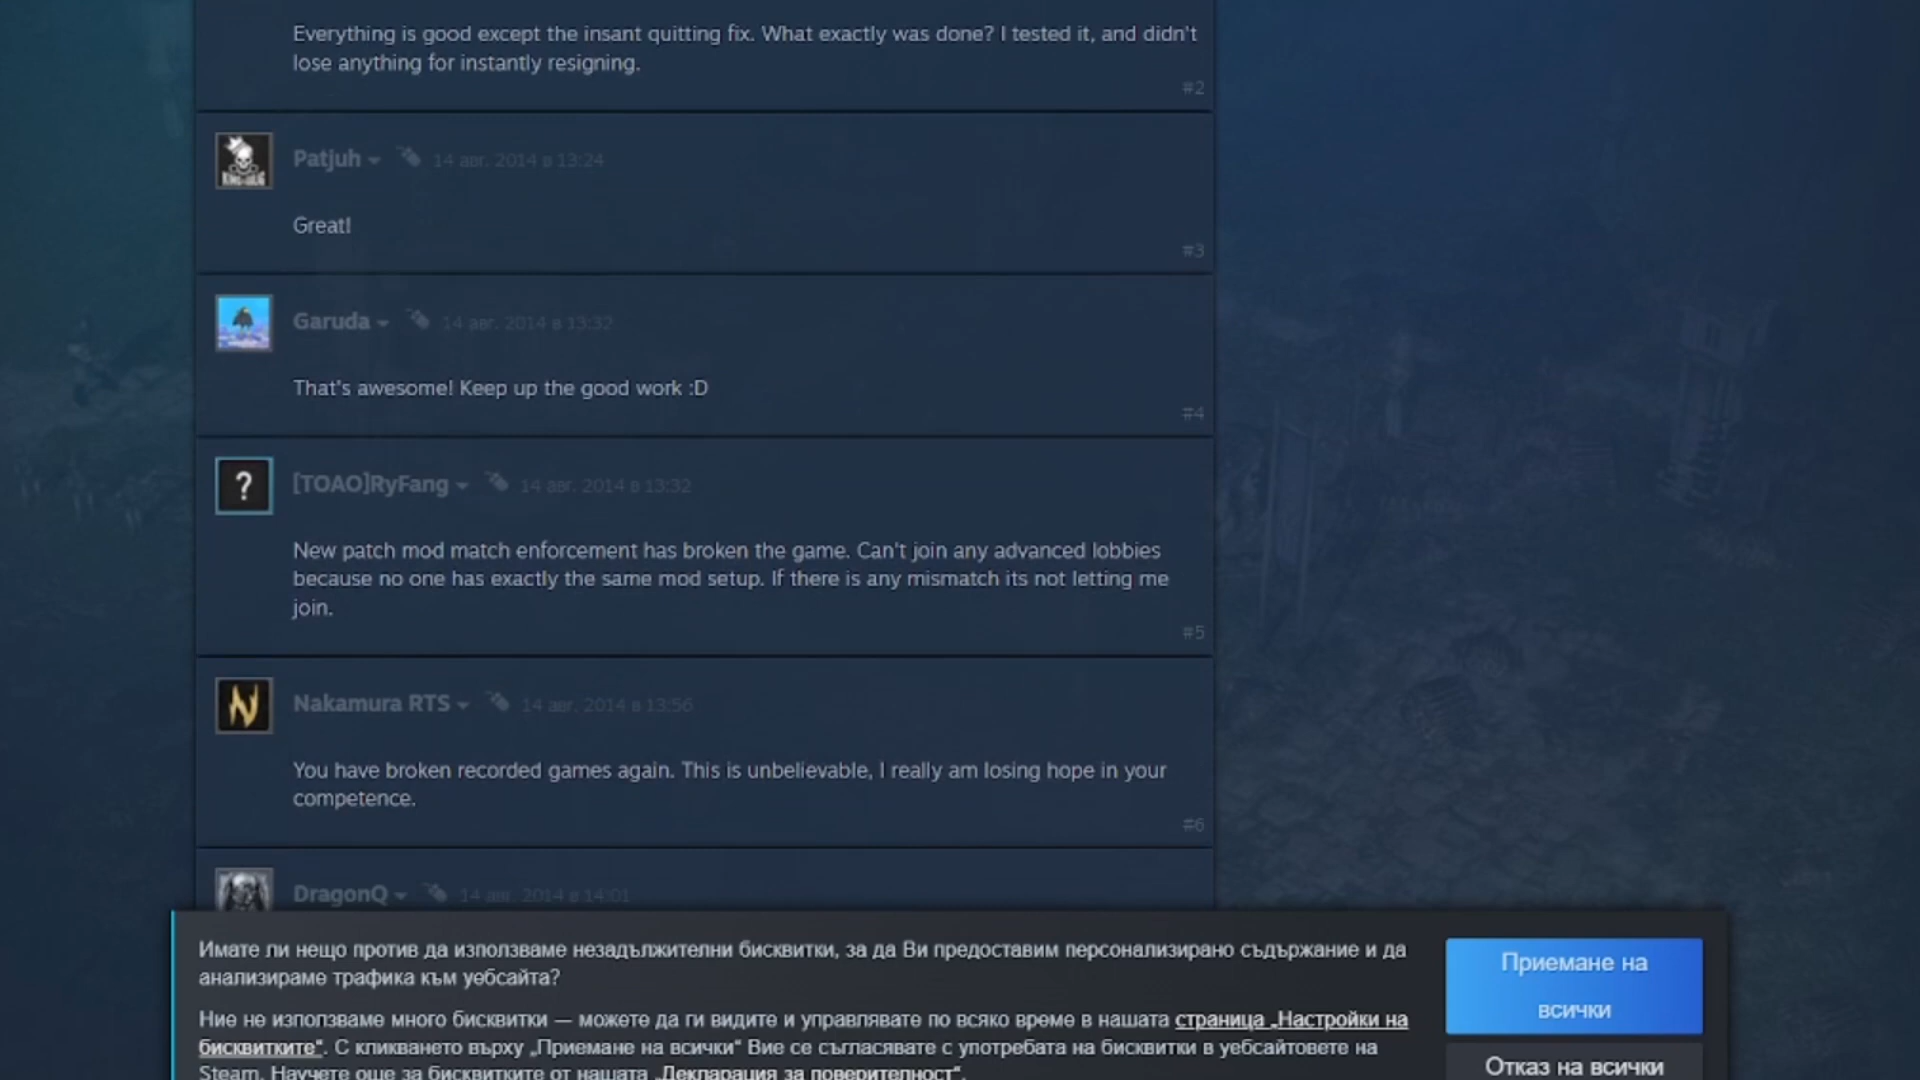 Everything is good except the insant quitting fix. What exactly was done? I tested it, and didn't
lose anything for instantly resigning.
#2
Patjuh 14 авг. 2014 в 13:24
Great!
#3
Garuda 14 авг. 2014 в 13:32
That's awesome! Keep up the good work :D
#4
[TOAO]RyFang 14 авг. 2014 в 13:32
New patch mod match enforcement has broken the game. Can't join any advanced lobbies
because no one has exactly the same mod setup. If there is any mismatch its not letting me
join.
#5
Nakamura RTS 14 авг. 2014 в 13:56
You have broken recorded games again. This is unbelievable, I really am losing hope in your
competence.
#6
DragonQ 14 авг. 2014 в 14:01
Имате ли нещо против да използваме незадължителни бисквитки, за да Ви предоставим персонализирано съдържание и да
анализираме трафика към уебсайта?
Ние не използваме много бисквитки — можете да ги видите и управлявате по всяко време в нашата страница „Настройки на
бисквитките“. С кликването върху „Приемане на всички“ Вие се съгласявате с употребата на бисквитки в уебсайтовете на
Steam. Научете още за бисквитките от нашата „Декларация за поверителност“.
Приемане на
всички
Отказ на всички